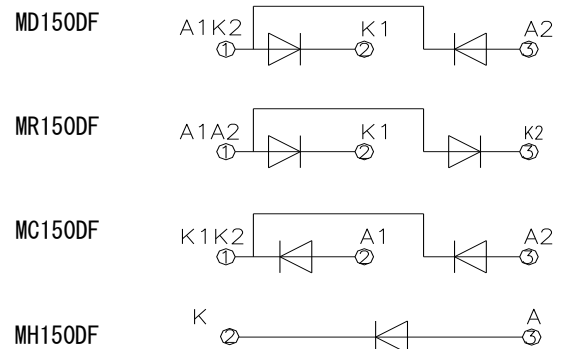 MD150DF A1K2 K1 A2
1 2 3
MR150DF A1A2 K1 K2
1 2 3
MC150DF K1K2 A1 A2
1 2 3
MH150DF K A
2 3